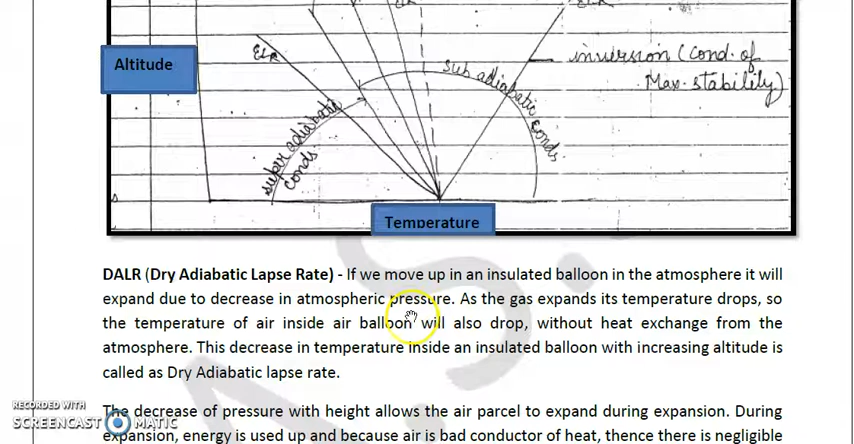 ELR
inversion (cond. of
Max. stability)
Altitude
sub adiabatic conds.
super adiabatic
conds.
Temperature
DALR (Dry Adiabatic Lapse Rate) - If we move up in an insulated balloon in the atmosphere it will
expand due to decrease in atmospheric pressure. As the gas expands its temperature drops, so
the temperature of air inside air balloon will also drop, without heat exchange from the
atmosphere. This decrease in temperature inside an insulated balloon with increasing altitude is
called as Dry Adiabatic lapse rate.
The decrease of pressure with height allows the air parcel to expand during expansion. During
expansion, energy is used up and because air is bad conductor of heat, thence there is negligible
RECORDED WITH
SCREENCAST MATIC